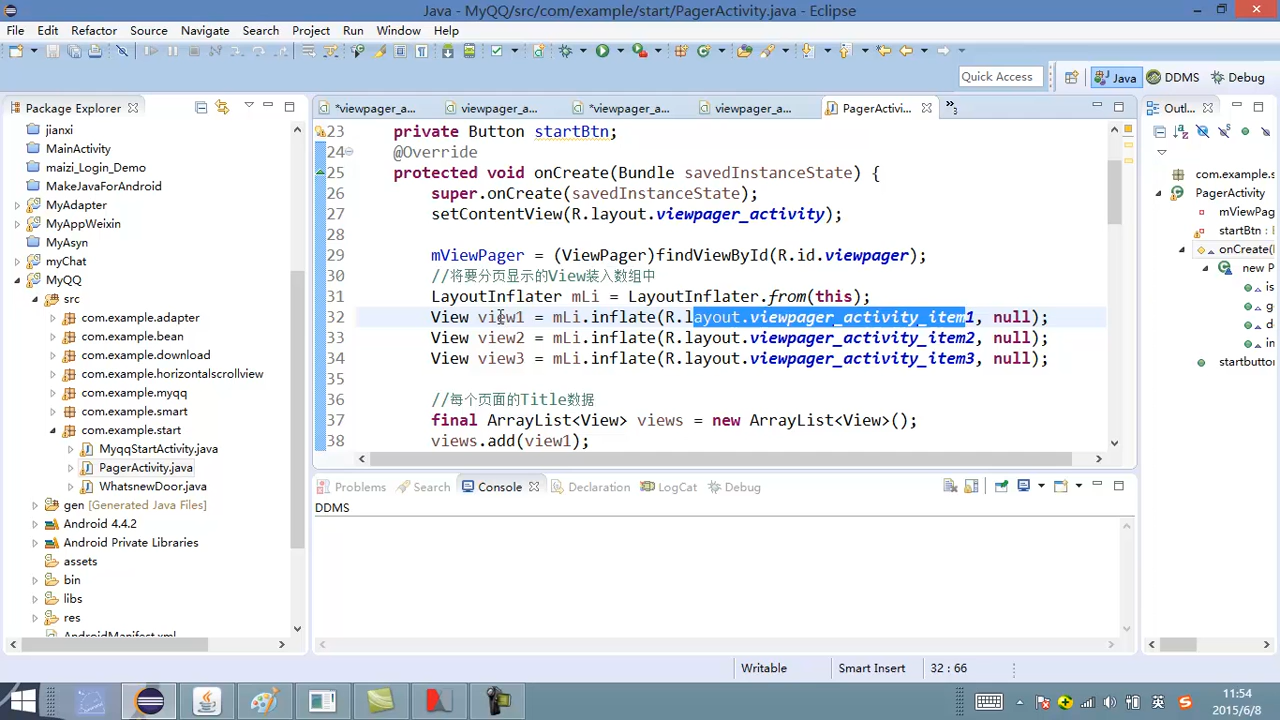 Java - MyQQ/src/com/example/start/PagerActivity.java - Eclipse
File Edit Refactor Source Navigate Search Project Run Window Help
Quick Access Java DDMS Debug
Package Explorer
jianxi
MainActivity
maizi_Login_Demo
MakeJavaForAndroid
MyAdapter
MyAppWeixin
MyAsyn
myChat
MyQQ
src
com.example.adapter
com.example.bean
com.example.download
com.example.horizontalscrollview
com.example.myqq
com.example.smart
com.example.start
MyqqStartActivity.java
PagerActivity.java
WhatsnewDoor.java
gen [Generated Java Files]
Android 4.4.2
Android Private Libraries
assets
bin
libs
res
AndroidManifest.xml
*viewpager_a... viewpager_a... *viewpager_a... viewpager_a... PagerActivi...
23 private Button startBtn;
24 @Override
25 protected void onCreate(Bundle savedInstanceState) {
26 super.onCreate(savedInstanceState);
27 setContentView(R.layout.viewpager_activity);
28
29 mViewPager = (ViewPager)findViewById(R.id.viewpager);
30 //将要分页显示的View装入数组中
31 LayoutInflater mLi = LayoutInflater.from(this);
32 View view1 = mLi.inflate(R.layout.viewpager_activity_item1, null);
33 View view2 = mLi.inflate(R.layout.viewpager_activity_item2, null);
34 View view3 = mLi.inflate(R.layout.viewpager_activity_item3, null);
35
36 //每个页面的Title数据
37 final ArrayList<View> views = new ArrayList<View>();
38 views.add(view1);
Problems Search Console Declaration LogCat Debug
DDMS
Outl...
com.example.
PagerActivity
mViewPag
startBtn :
onCreate(
new P
is
g
d
in
startbutto
Writable Smart Insert 32 : 66
英
11:54
2015/6/8